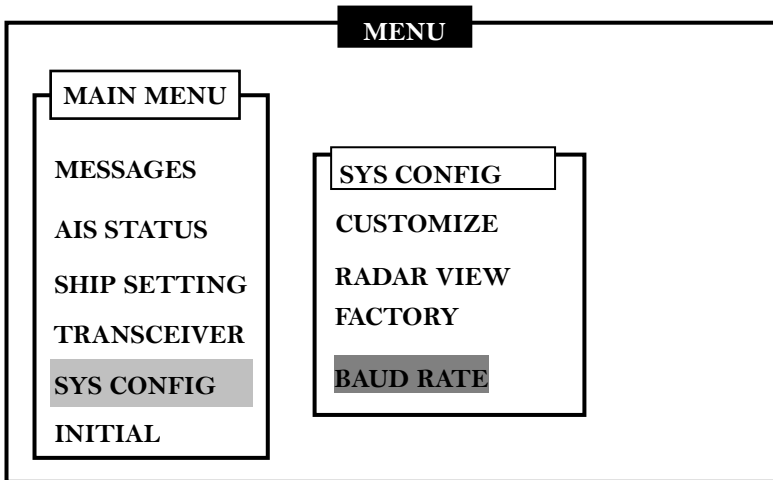 MENU
MAIN MENU
MESSAGES
AIS STATUS
SHIP SETTING
TRANSCEIVER
SYS CONFIG
INITIAL
SYS CONFIG
CUSTOMIZE
RADAR VIEW
FACTORY
BAUD RATE